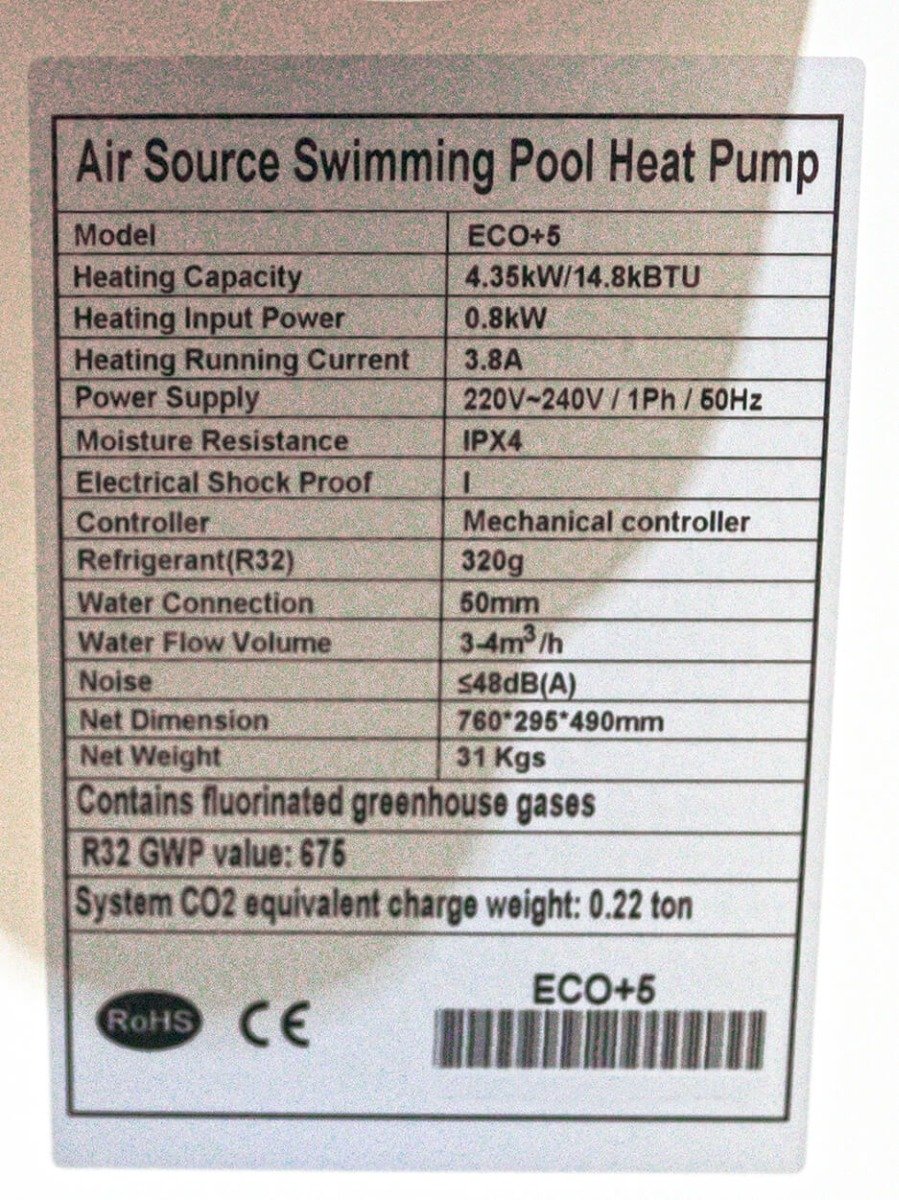 Air Source Swimming Pool Heat Pump
Model ECO+5
Heating Capacity 4.35kW/14.8kBTU
Heating Input Power 0.8kW
Heating Running Current 3.8A
Power Supply 220V~240V / 1Ph / 50Hz
Moisture Resistance IPX4
Electrical Shock Proof I
Controller Mechanical controller
Refrigerant(R32) 320g
Water Connection 50mm
Water Flow Volume 3-4m³/h
Noise ≤48dB(A)
Net Dimension 760*295*490mm
Net Weight 31 Kgs
Contains fluorinated greenhouse gases
R32 GWP value: 675
System CO2 equivalent charge weight: 0.22 ton
ECO+5
RoHS CE